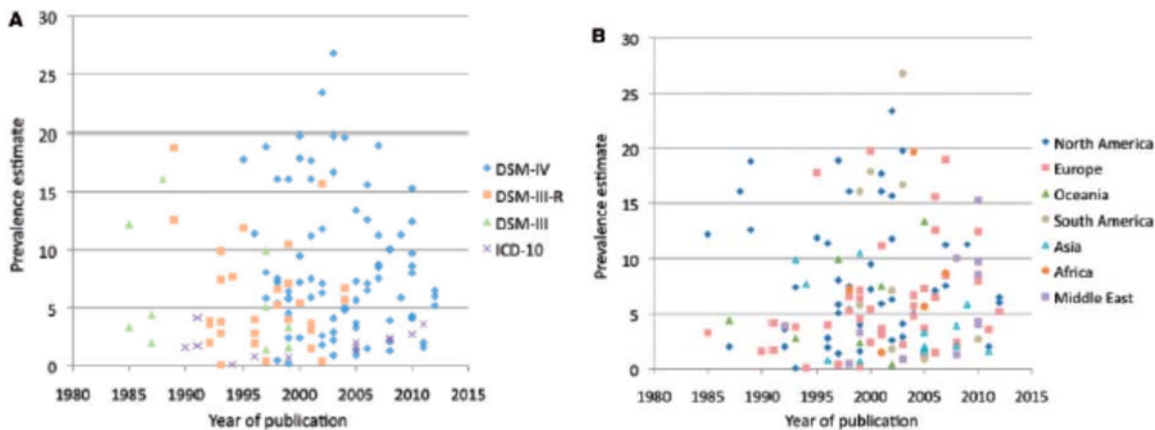 A
Prevalence estimate
30
25
20
15
10
5
0
1980 1985 1990 1995 2000 2005 2010 2015
Year of publication
DSM-IV
DSM-III-R
DSM-III
ICD-10
B
Prevalence estimate
30
25
20
15
10
5
0
1980 1985 1990 1995 2000 2005 2010 2015
Year of publication
North America
Europe
Oceania
South America
Asia
Africa
Middle East